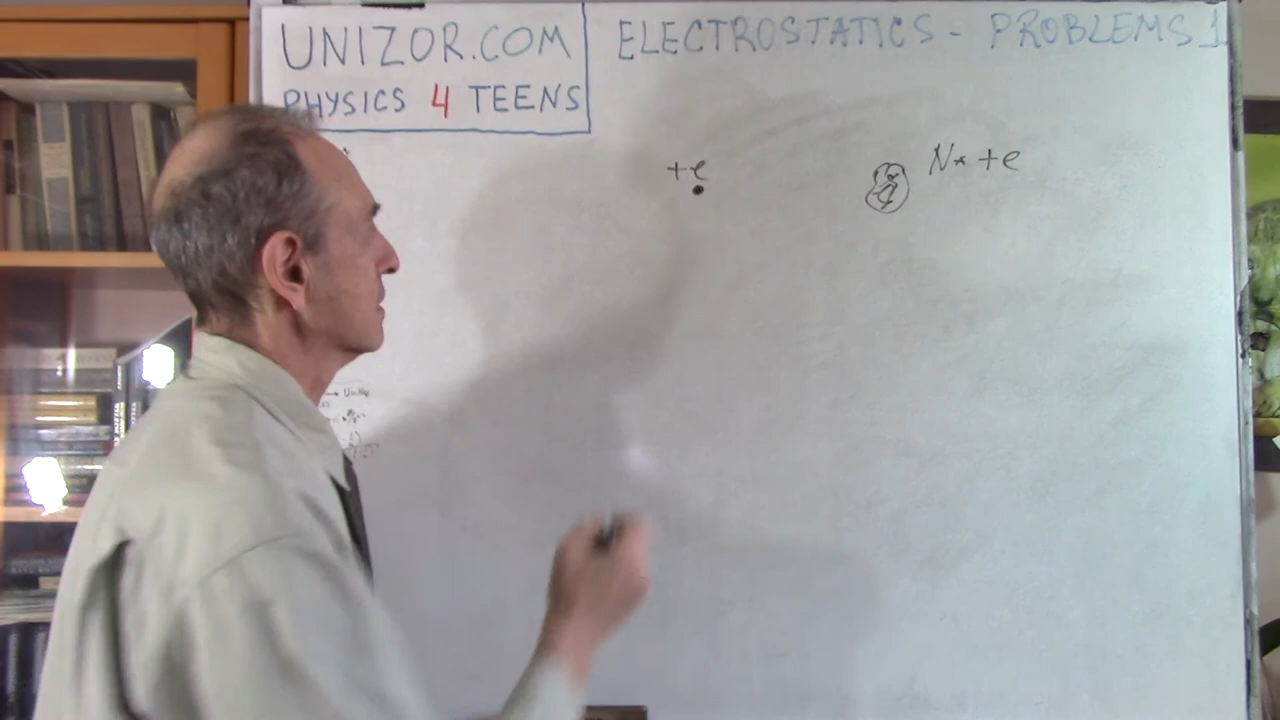 UNIZOR.COM
PHYSICS 4 TEENS
ELECTROSTATICS - PROBLEMS 1
+e
N * +e